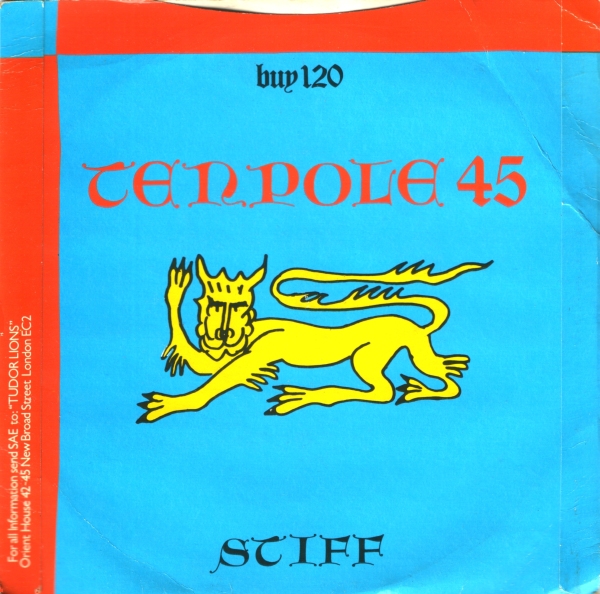 buy 120
TENPOLE 45
STIFF
For all Information send SAE to: "TUDOR LIONS"
Orient House 42-45 New Broad Street London EC2